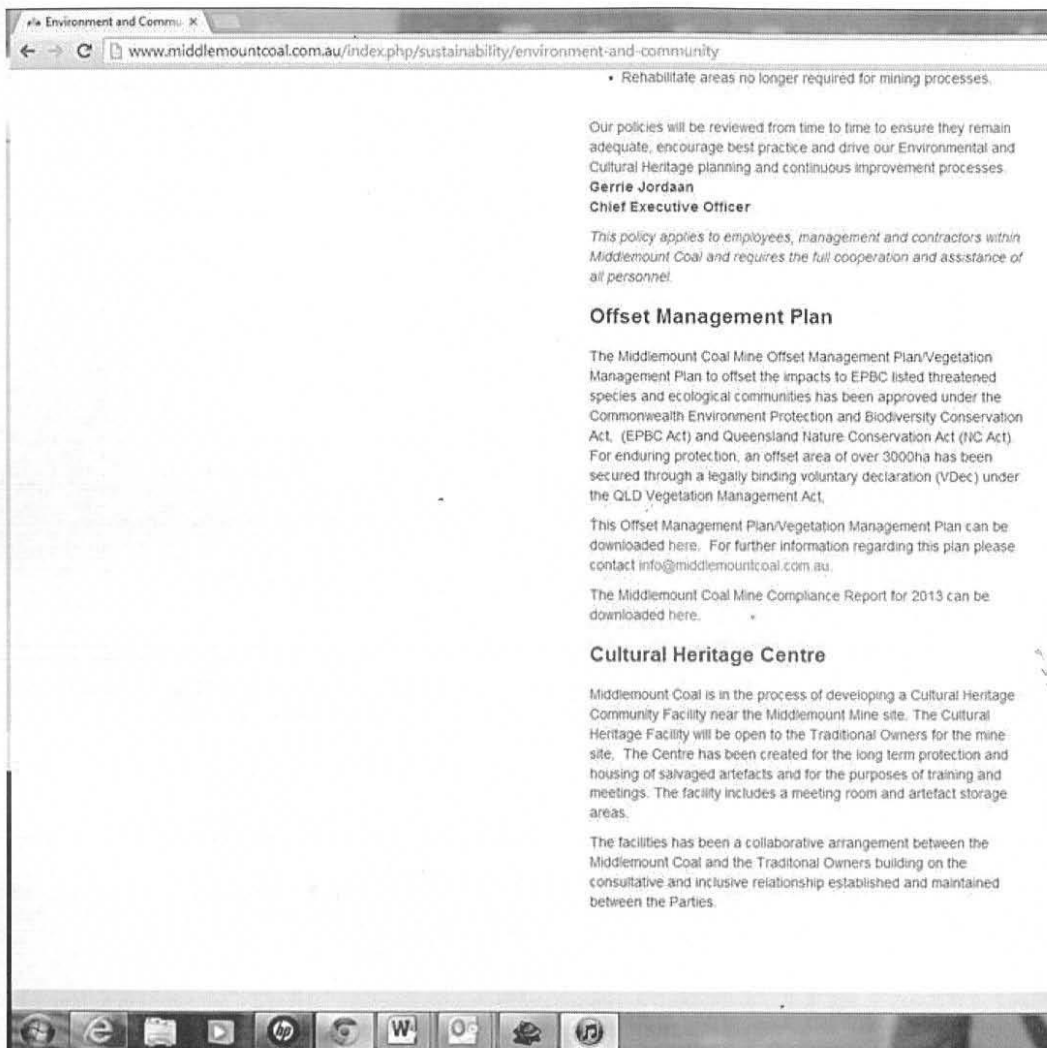 Environment and Commu ×
www.middlemountcoal.com.au/index.php/sustainability/environment-and-community
• Rehabilitate areas no longer required for mining processes.
Our policies will be reviewed from time to time to ensure they remain
adequate, encourage best practice and drive our Environmental and
Cultural Heritage planning and continuous improvement processes.
Gerrie Jordaan
Chief Executive Officer
This policy applies to employees, management and contractors within
Middlemount Coal and requires the full cooperation and assistance of
all personnel.
Offset Management Plan
The Middlemount Coal Mine Offset Management Plan/Vegetation
Management Plan to offset the impacts to EPBC listed threatened
species and ecological communities has been approved under the
Commonwealth Environment Protection and Biodiversity Conservation
Act, (EPBC Act) and Queensland Nature Conservation Act (NC Act).
For enduring protection, an offset area of over 3000ha has been
secured through a legally binding voluntary declaration (VDec) under
the QLD Vegetation Management Act.
This Offset Management Plan/Vegetation Management Plan can be
downloaded here. For further information regarding this plan please
contact info@middlemountcoal.com.au.
The Middlemount Coal Mine Compliance Report for 2013 can be
downloaded here.
Cultural Heritage Centre
Middlemount Coal is in the process of developing a Cultural Heritage
Community Facility near the Middlemount Mine site. The Cultural
Heritage Facility will be open to the Traditional Owners for the mine
site. The Centre has been created for the long term protection and
housing of salvaged artefacts and for the purposes of training and
meetings. The facility includes a meeting room and artefact storage
areas.
The facilities has been a collaborative arrangement between the
Middlemount Coal and the Traditonal Owners building on the
consultative and inclusive relationship established and maintained
between the Parties.
hp
W
O